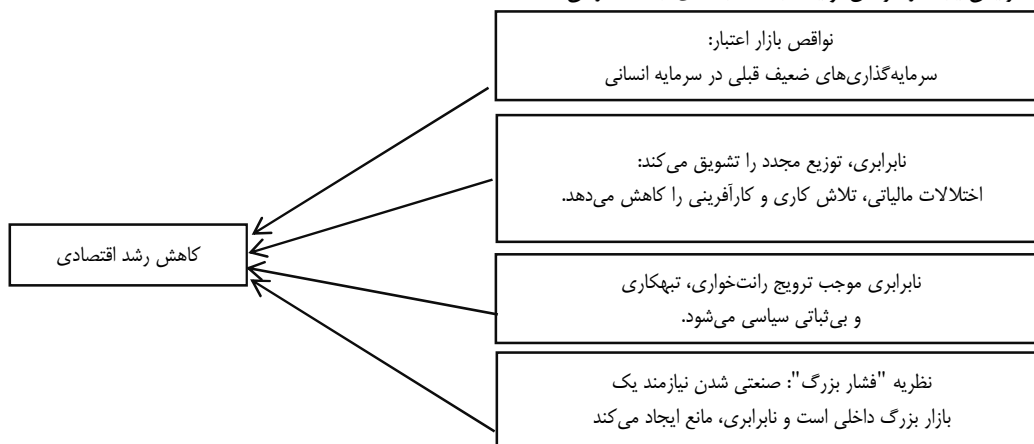 نواقص بازار اعتبار:
سرمایه‌گذاری‌های ضعیف قبلی در سرمایه انسانی
نابرابری، توزیع مجدد را تشویق می‌کند:
اختلالات مالیاتی، تلاش کاری و کارآفرینی را کاهش می‌دهد.
کاهش رشد اقتصادی
نابرابری موجب ترویج رانت‌خواری، تبهکاری
و بی‌ثباتی سیاسی می‌شود.
نظریه "فشار بزرگ": صنعتی شدن نیازمند یک
بازار بزرگ داخلی است و نابرابری، مانع ایجاد می‌کند